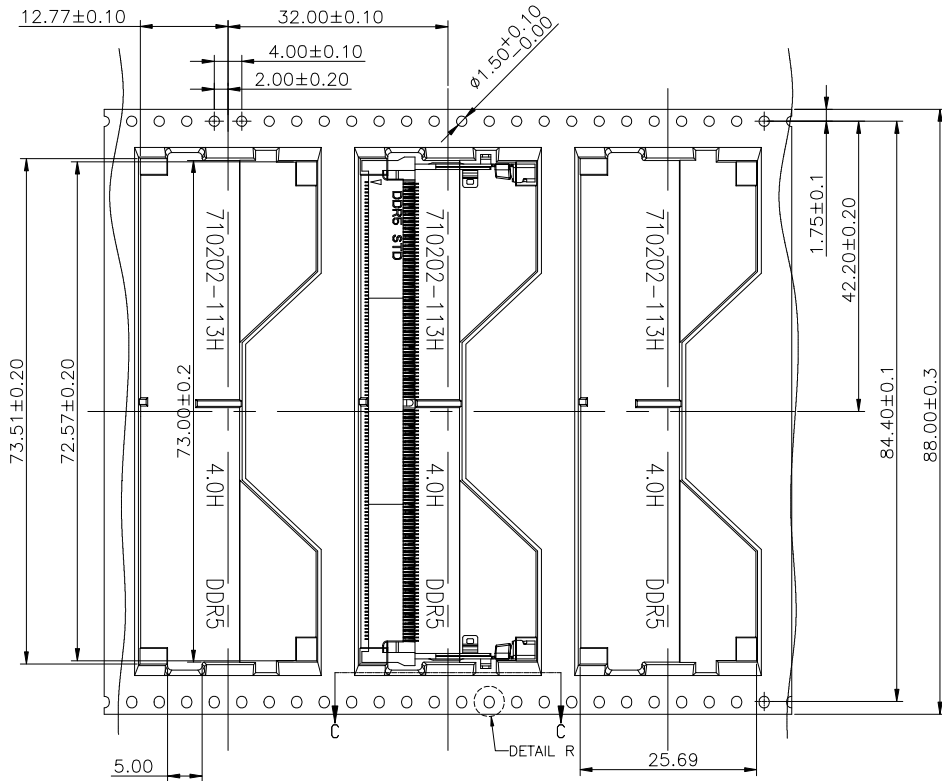 12.77±0.10
32.00±0.10
4.00±0.10
2.00±0.20
ø1.50+0.10 -0.00
710202-113H
4.0H
DDR5
DDR5 STD
710202-113H
4.0H
DDR5
710202-113H
4.0H
DDR5
73.51±0.20
72.57±0.20
73.00±0.2
1.75±0.1
42.20±0.20
84.40±0.1
88.00±0.3
C
C
DETAIL R
5.00
25.69